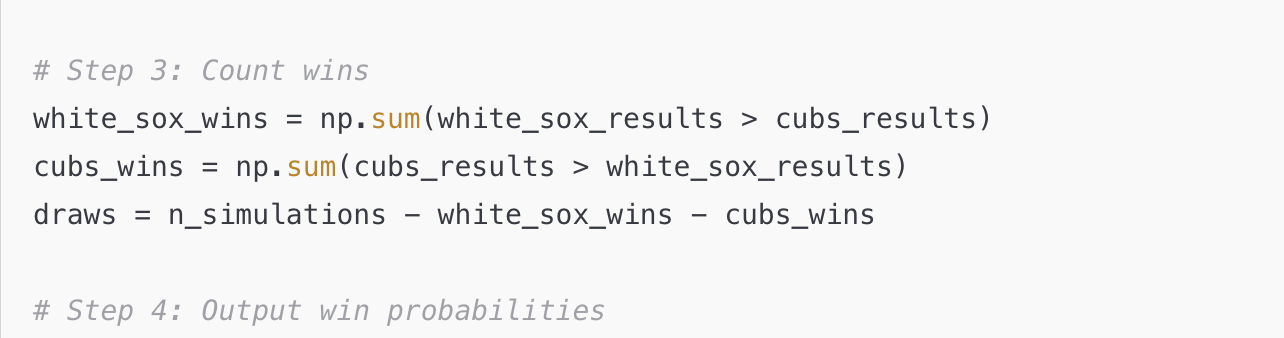 # Step 3: Count wins
white_sox_wins = np.sum(white_sox_results > cubs_results)
cubs_wins = np.sum(cubs_results > white_sox_results)
draws = n_simulations - white_sox_wins - cubs_wins
# Step 4: Output win probabilities